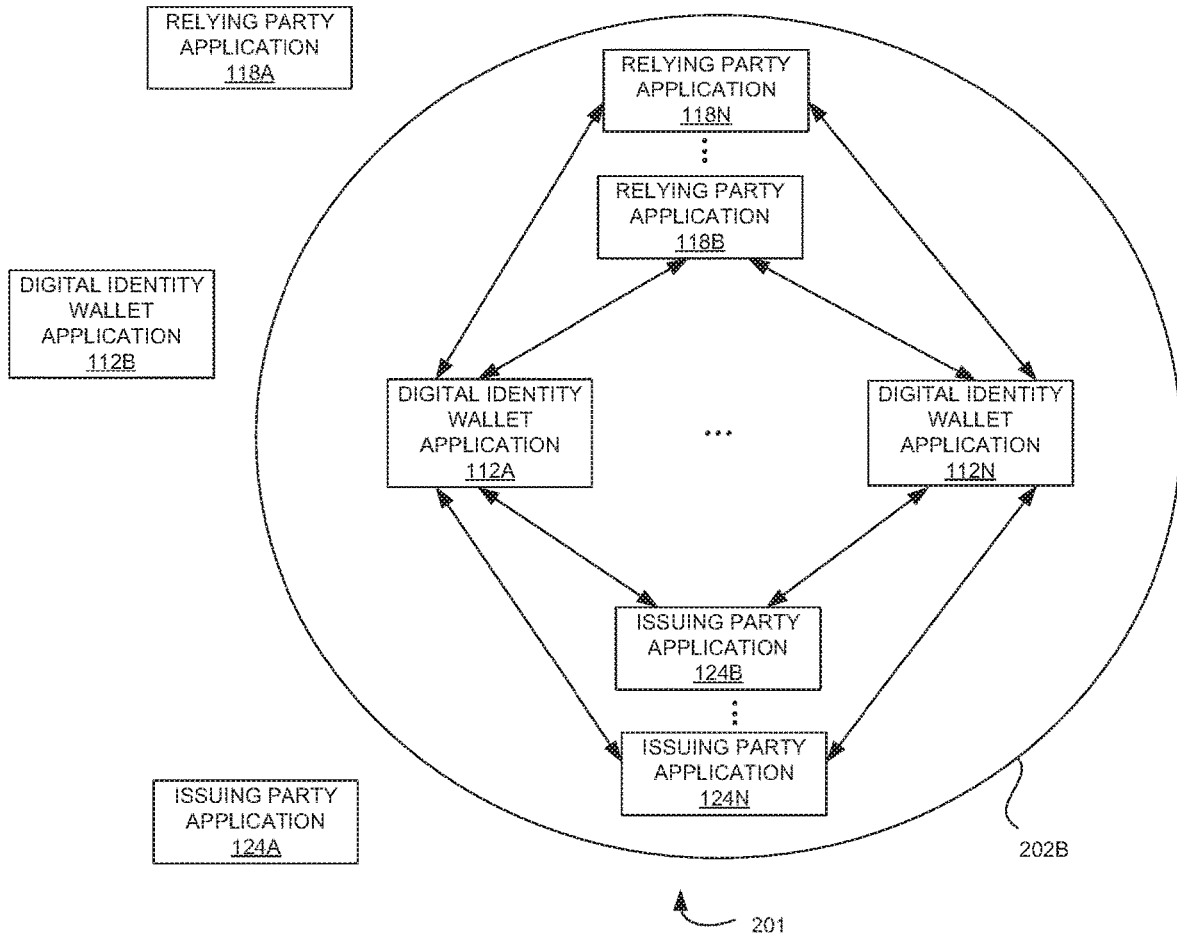 RELYING PARTY
APPLICATION
118A
RELYING PARTY
APPLICATION
118N
RELYING PARTY
APPLICATION
118B
DIGITAL IDENTITY
WALLET
APPLICATION
112B
DIGITAL IDENTITY
WALLET
APPLICATION
112A
...
DIGITAL IDENTITY
WALLET
APPLICATION
112N
ISSUING PARTY
APPLICATION
124B
ISSUING PARTY
APPLICATION
124N
ISSUING PARTY
APPLICATION
124A
202B
201